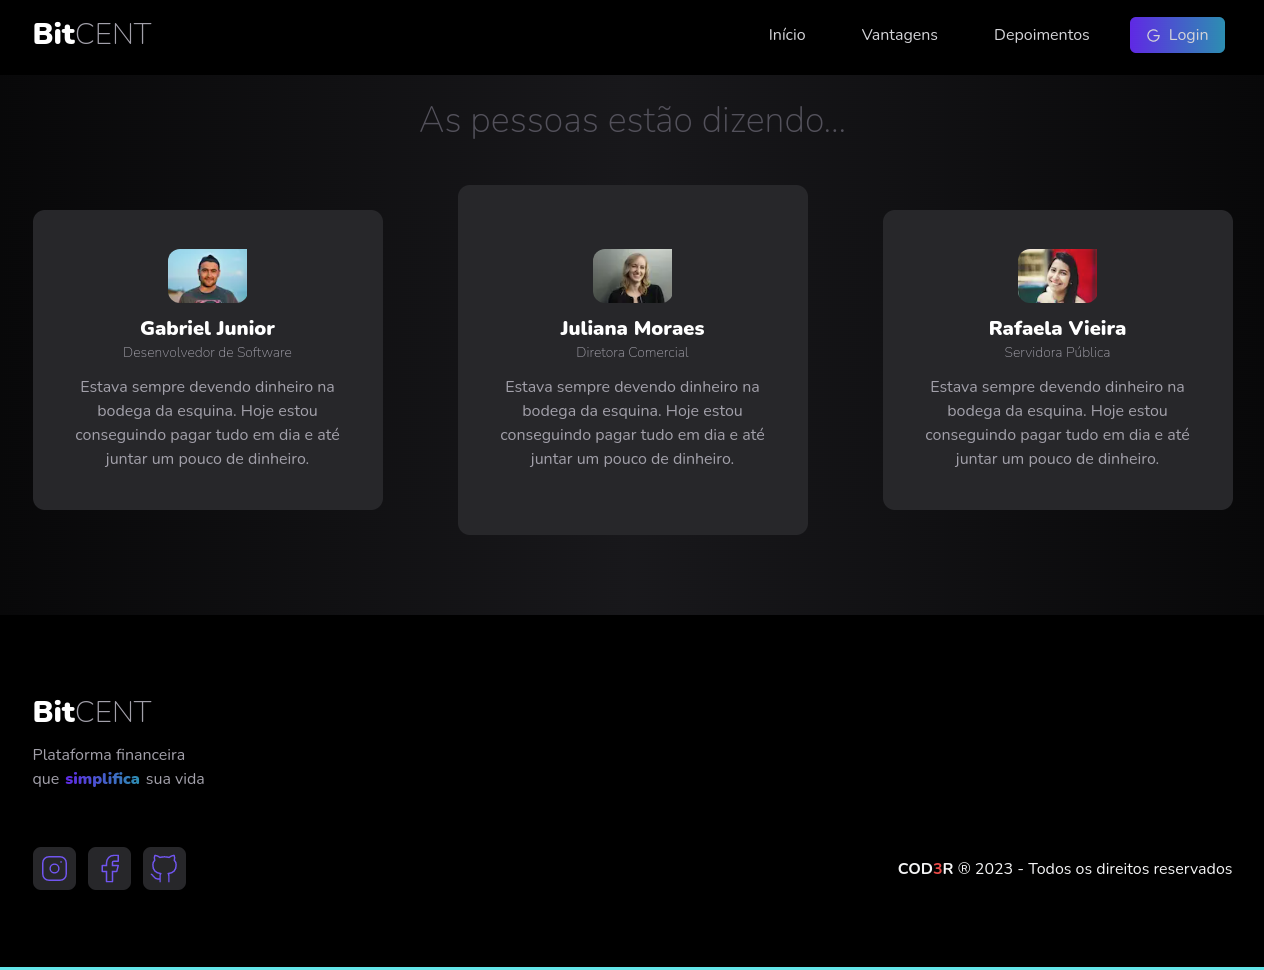 BitCENT
Início Vantagens Depoimentos Login
As pessoas estão dizendo...
Gabriel Junior
Desenvolvedor de Software
Estava sempre devendo dinheiro na
bodega da esquina. Hoje estou
conseguindo pagar tudo em dia e até
juntar um pouco de dinheiro.
Juliana Moraes
Diretora Comercial
Estava sempre devendo dinheiro na
bodega da esquina. Hoje estou
conseguindo pagar tudo em dia e até
juntar um pouco de dinheiro.
Rafaela Vieira
Servidora Pública
Estava sempre devendo dinheiro na
bodega da esquina. Hoje estou
conseguindo pagar tudo em dia e até
juntar um pouco de dinheiro.
BitCENT
Plataforma financeira
que simplifica sua vida
COD3R ® 2023 - Todos os direitos reservados